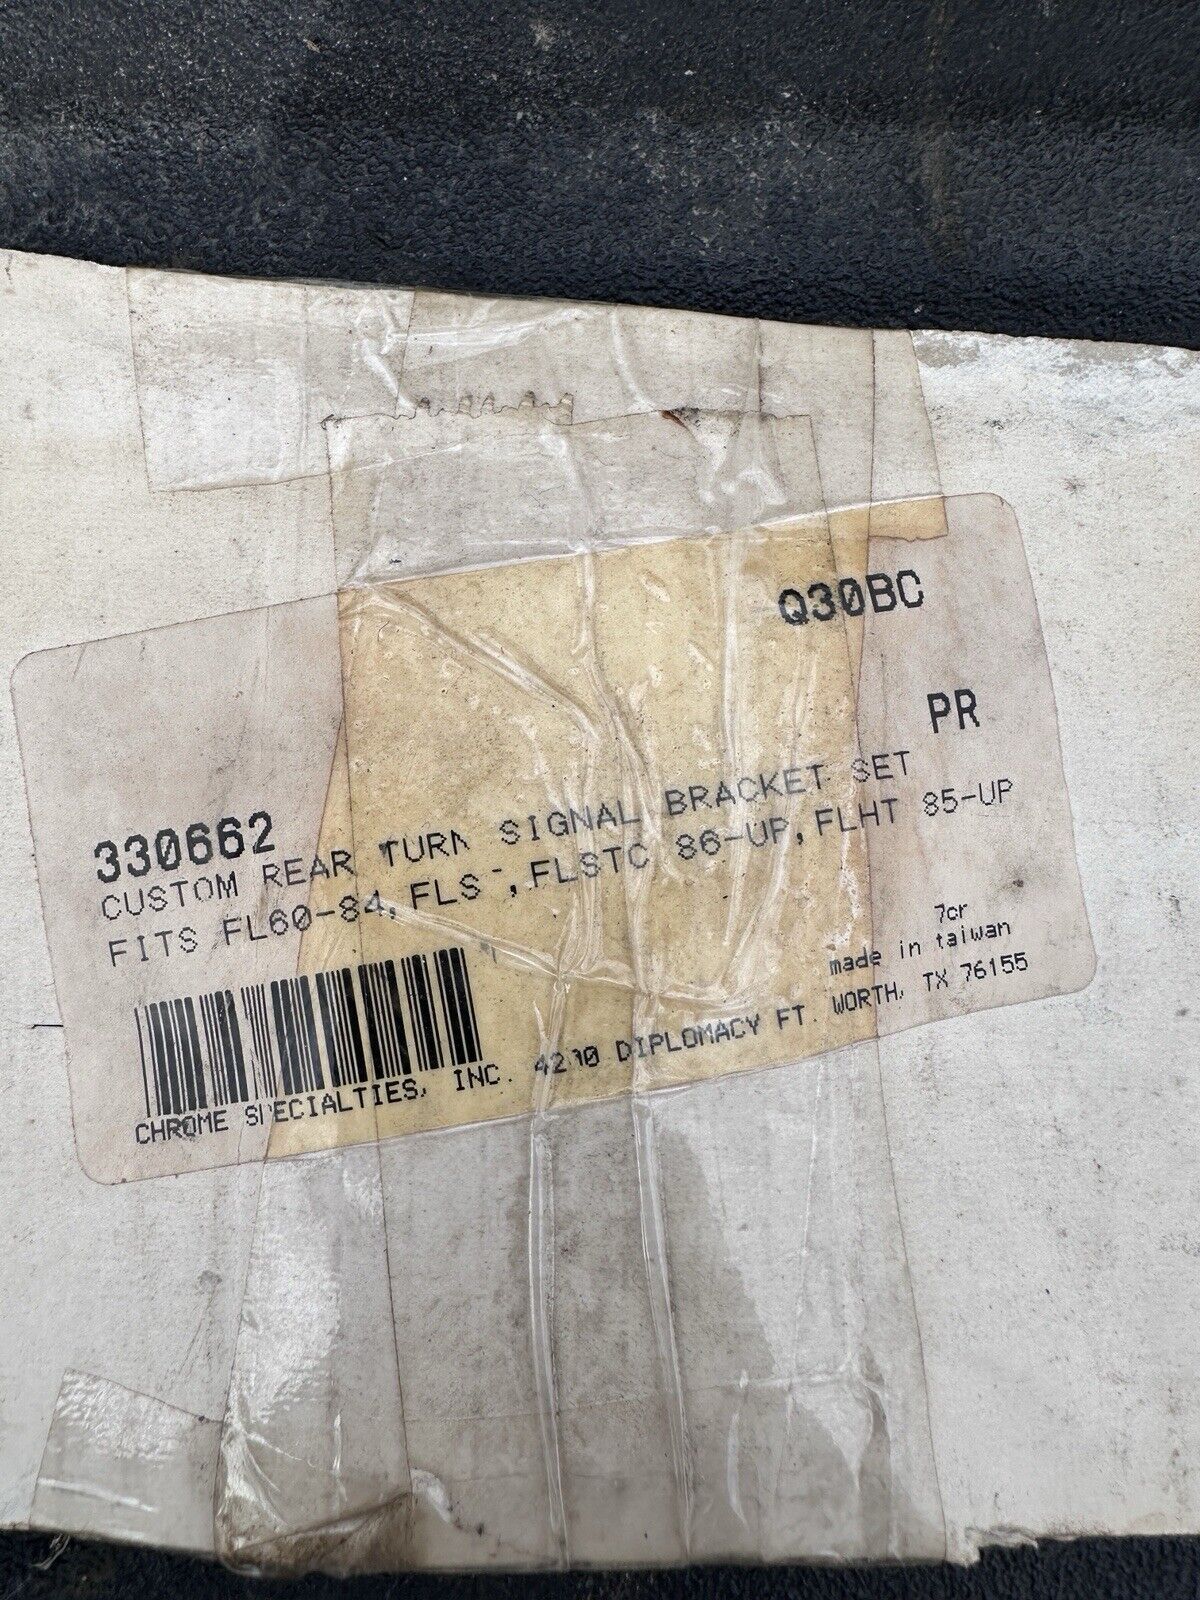 Q30BC
PR
330662
CUSTOM REAR TURN SIGNAL BRACKET SET
FITS FL60-84, FLS , FLSTC 86-UP, FLHT 85-UP
7cr
made in taiwan
CHROME SPECIALTIES, INC. DIPLOMACY FT. WORTH, TX 76155